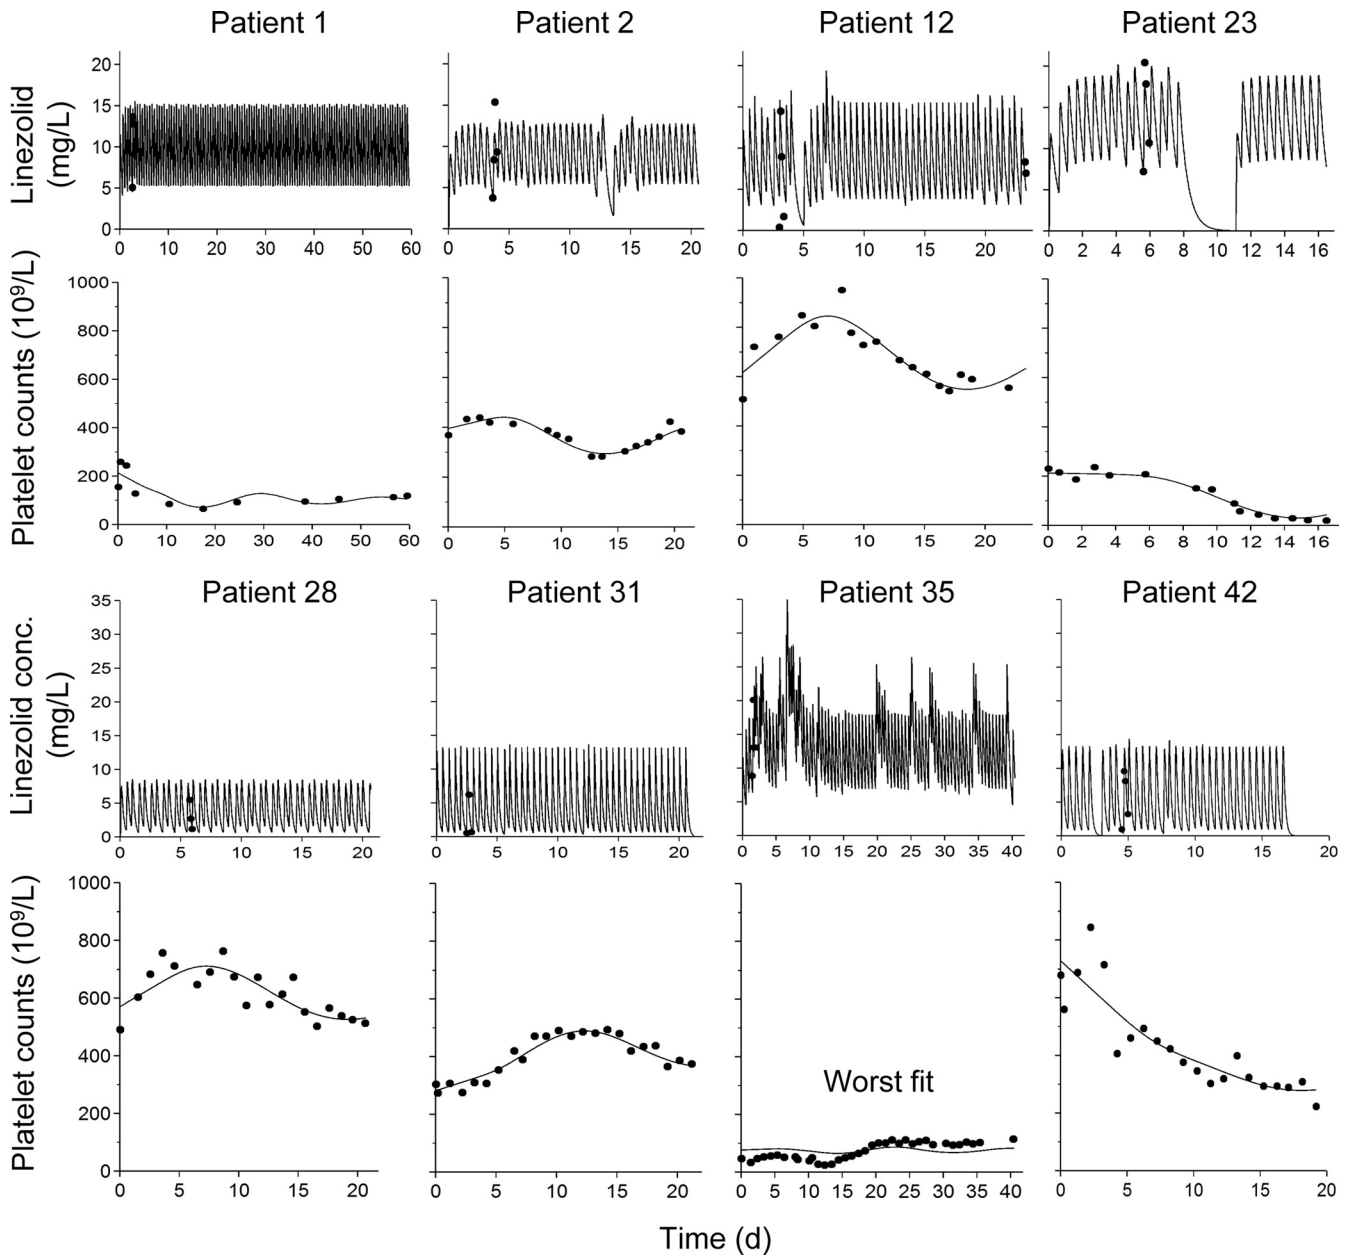 Patient 1 Patient 2 Patient 12 Patient 23
Linezolid
(mg/L)
20
15
10
5
0
0 10 20 30 40 50 60
0 5 10 15 20
0 5 10 15 20
0 2 4 6 8 10 12 14 16
Platelet counts (10⁹/L)
1000
800
600
400
200
0
0 10 20 30 40 50 60
0 5 10 15 20
0 5 10 15 20
0 2 4 6 8 10 12 14 16
Patient 28 Patient 31 Patient 35 Patient 42
Linezolid conc.
(mg/L)
35
30
25
20
15
10
5
0
0 5 10 15 20
0 5 10 15 20
0 5 10 15 20 25 30 35 40
0 5 10 15 20
Platelet counts (10⁹/L)
1000
800
600
400
200
0
Worst fit
0 5 10 15 20
0 5 10 15 20
0 5 10 15 20 25 30 35 40
0 5 10 15 20
Time (d)